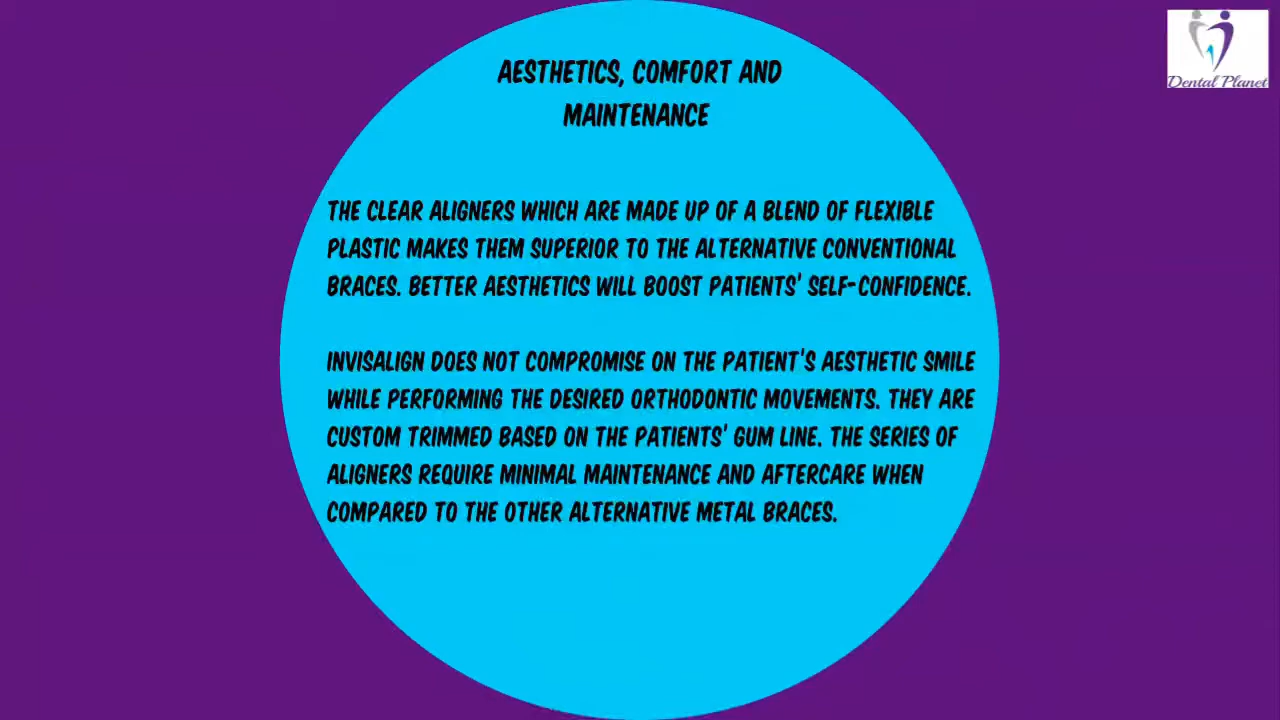 AESTHETICS, COMFORT AND
MAINTENANCE
THE CLEAR ALIGNERS WHICH ARE MADE UP OF A BLEND OF FLEXIBLE
PLASTIC MAKES THEM SUPERIOR TO THE ALTERNATIVE CONVENTIONAL
BRACES. BETTER AESTHETICS WILL BOOST PATIENTS' SELF-CONFIDENCE.
INVISALIGN DOES NOT COMPROMISE ON THE PATIENT'S AESTHETIC SMILE
WHILE PERFORMING THE DESIRED ORTHODONTIC MOVEMENTS. THEY ARE
CUSTOM TRIMMED BASED ON THE PATIENTS' GUM LINE. THE SERIES OF
ALIGNERS REQUIRE MINIMAL MAINTENANCE AND AFTERCARE WHEN
COMPARED TO THE OTHER ALTERNATIVE METAL BRACES.
Dental Planet